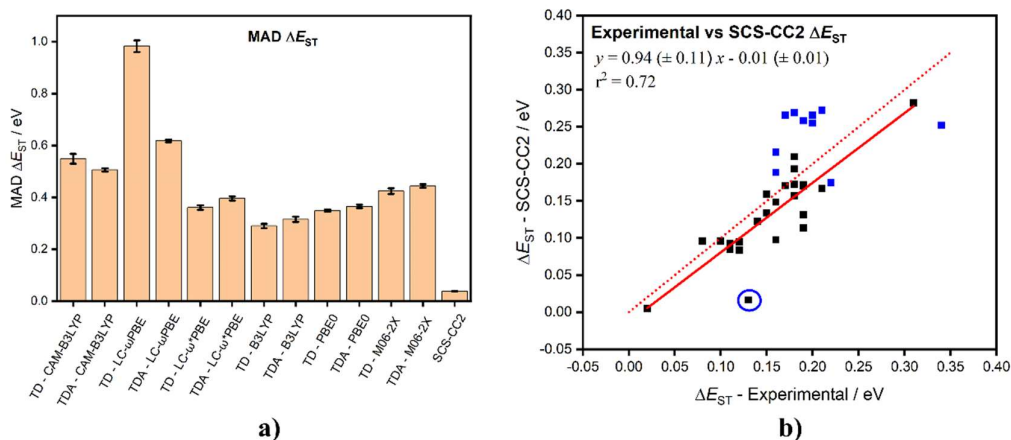 MAD ΔE_ST
MAD ΔE_ST / eV
1.0
0.8
0.6
0.4
0.2
0.0
TD - CAM-B3LYP
TDA - CAM-B3LYP
TD - LC-ωPBE
TDA - LC-ωPBE
TD - LC-ω*PBE
TDA - LC-ω*PBE
TD - B3LYP
TDA - B3LYP
TD - PBE0
TDA - PBE0
TD - M06-2X
TDA - M06-2X
SCS-CC2
a)
Experimental vs SCS-CC2 ΔE_ST
y = 0.94 (± 0.11) x - 0.01 (± 0.01)
r² = 0.72
ΔE_ST - SCS-CC2 / eV
0.40
0.35
0.30
0.25
0.20
0.15
0.10
0.05
0.00
-0.05
-0.05 0.00 0.05 0.10 0.15 0.20 0.25 0.30 0.35 0.40
ΔE_ST - Experimental / eV
b)